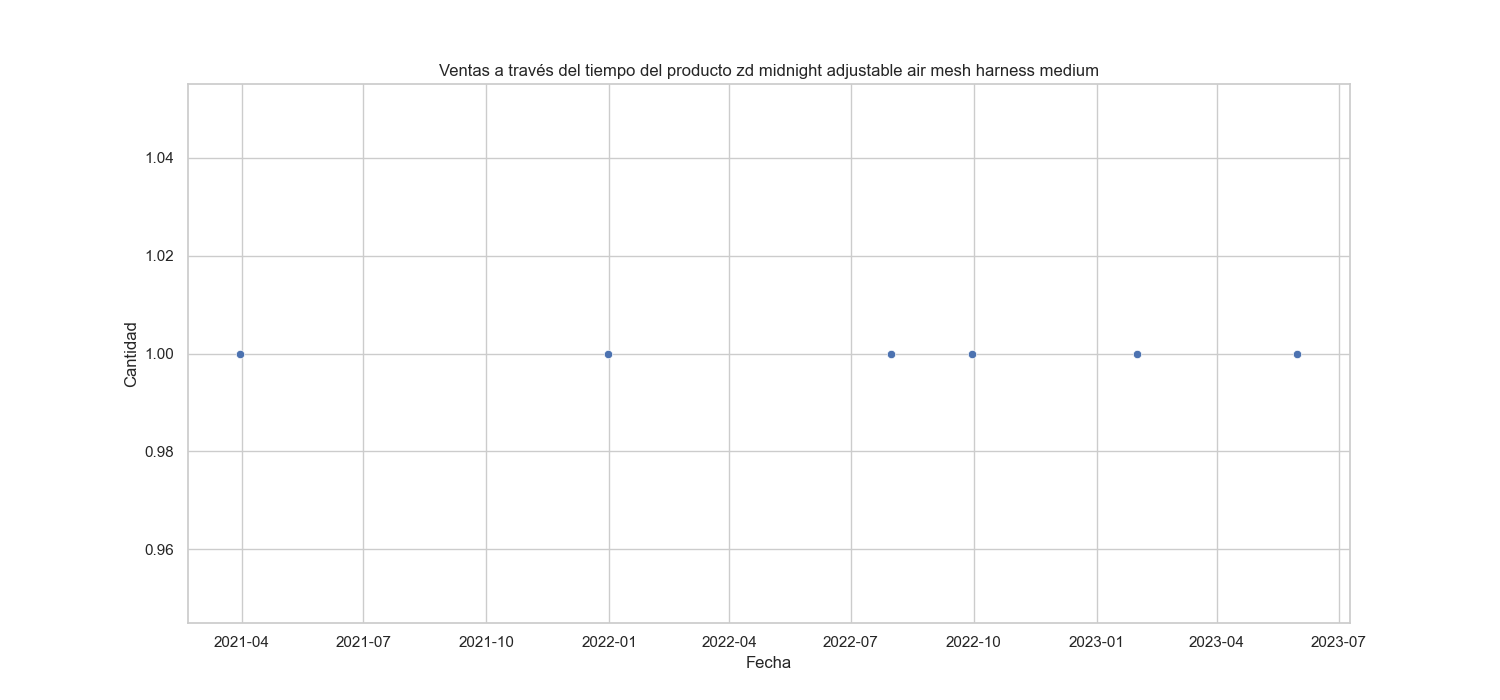 Ventas a través del tiempo del producto zd midnight adjustable air mesh harness medium
1.04
1.02
1.00
0.98
0.96
Cantidad
2021-04 2021-07 2021-10 2022-01 2022-04 2022-07 2022-10 2023-01 2023-04 2023-07
Fecha